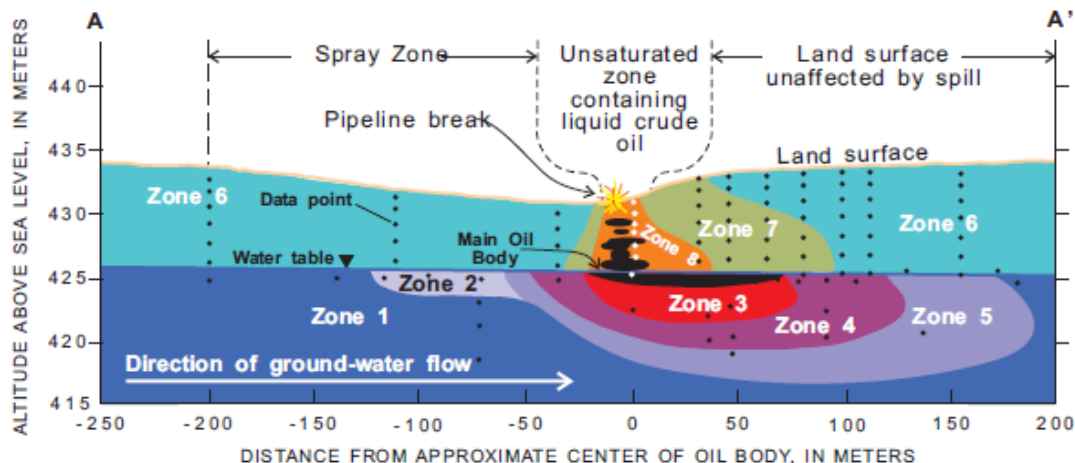 A
A'
Spray Zone
Unsaturated
zone
containing
liquid crude
oil
Land surface
unaffected by spill
Pipeline break
Land surface
ALTITUDE ABOVE SEA LEVEL, IN METERS
440
435
430
425
420
415
Zone 6
Data point
Water table
Main Oil
Body
Zone 8
Zone 7
Zone 6
Zone 2
Zone 1
Zone 3
Zone 4
Zone 5
Direction of ground-water flow
-250
-200
-150
-100
-50
0
50
100
150
200
DISTANCE FROM APPROXIMATE CENTER OF OIL BODY, IN METERS